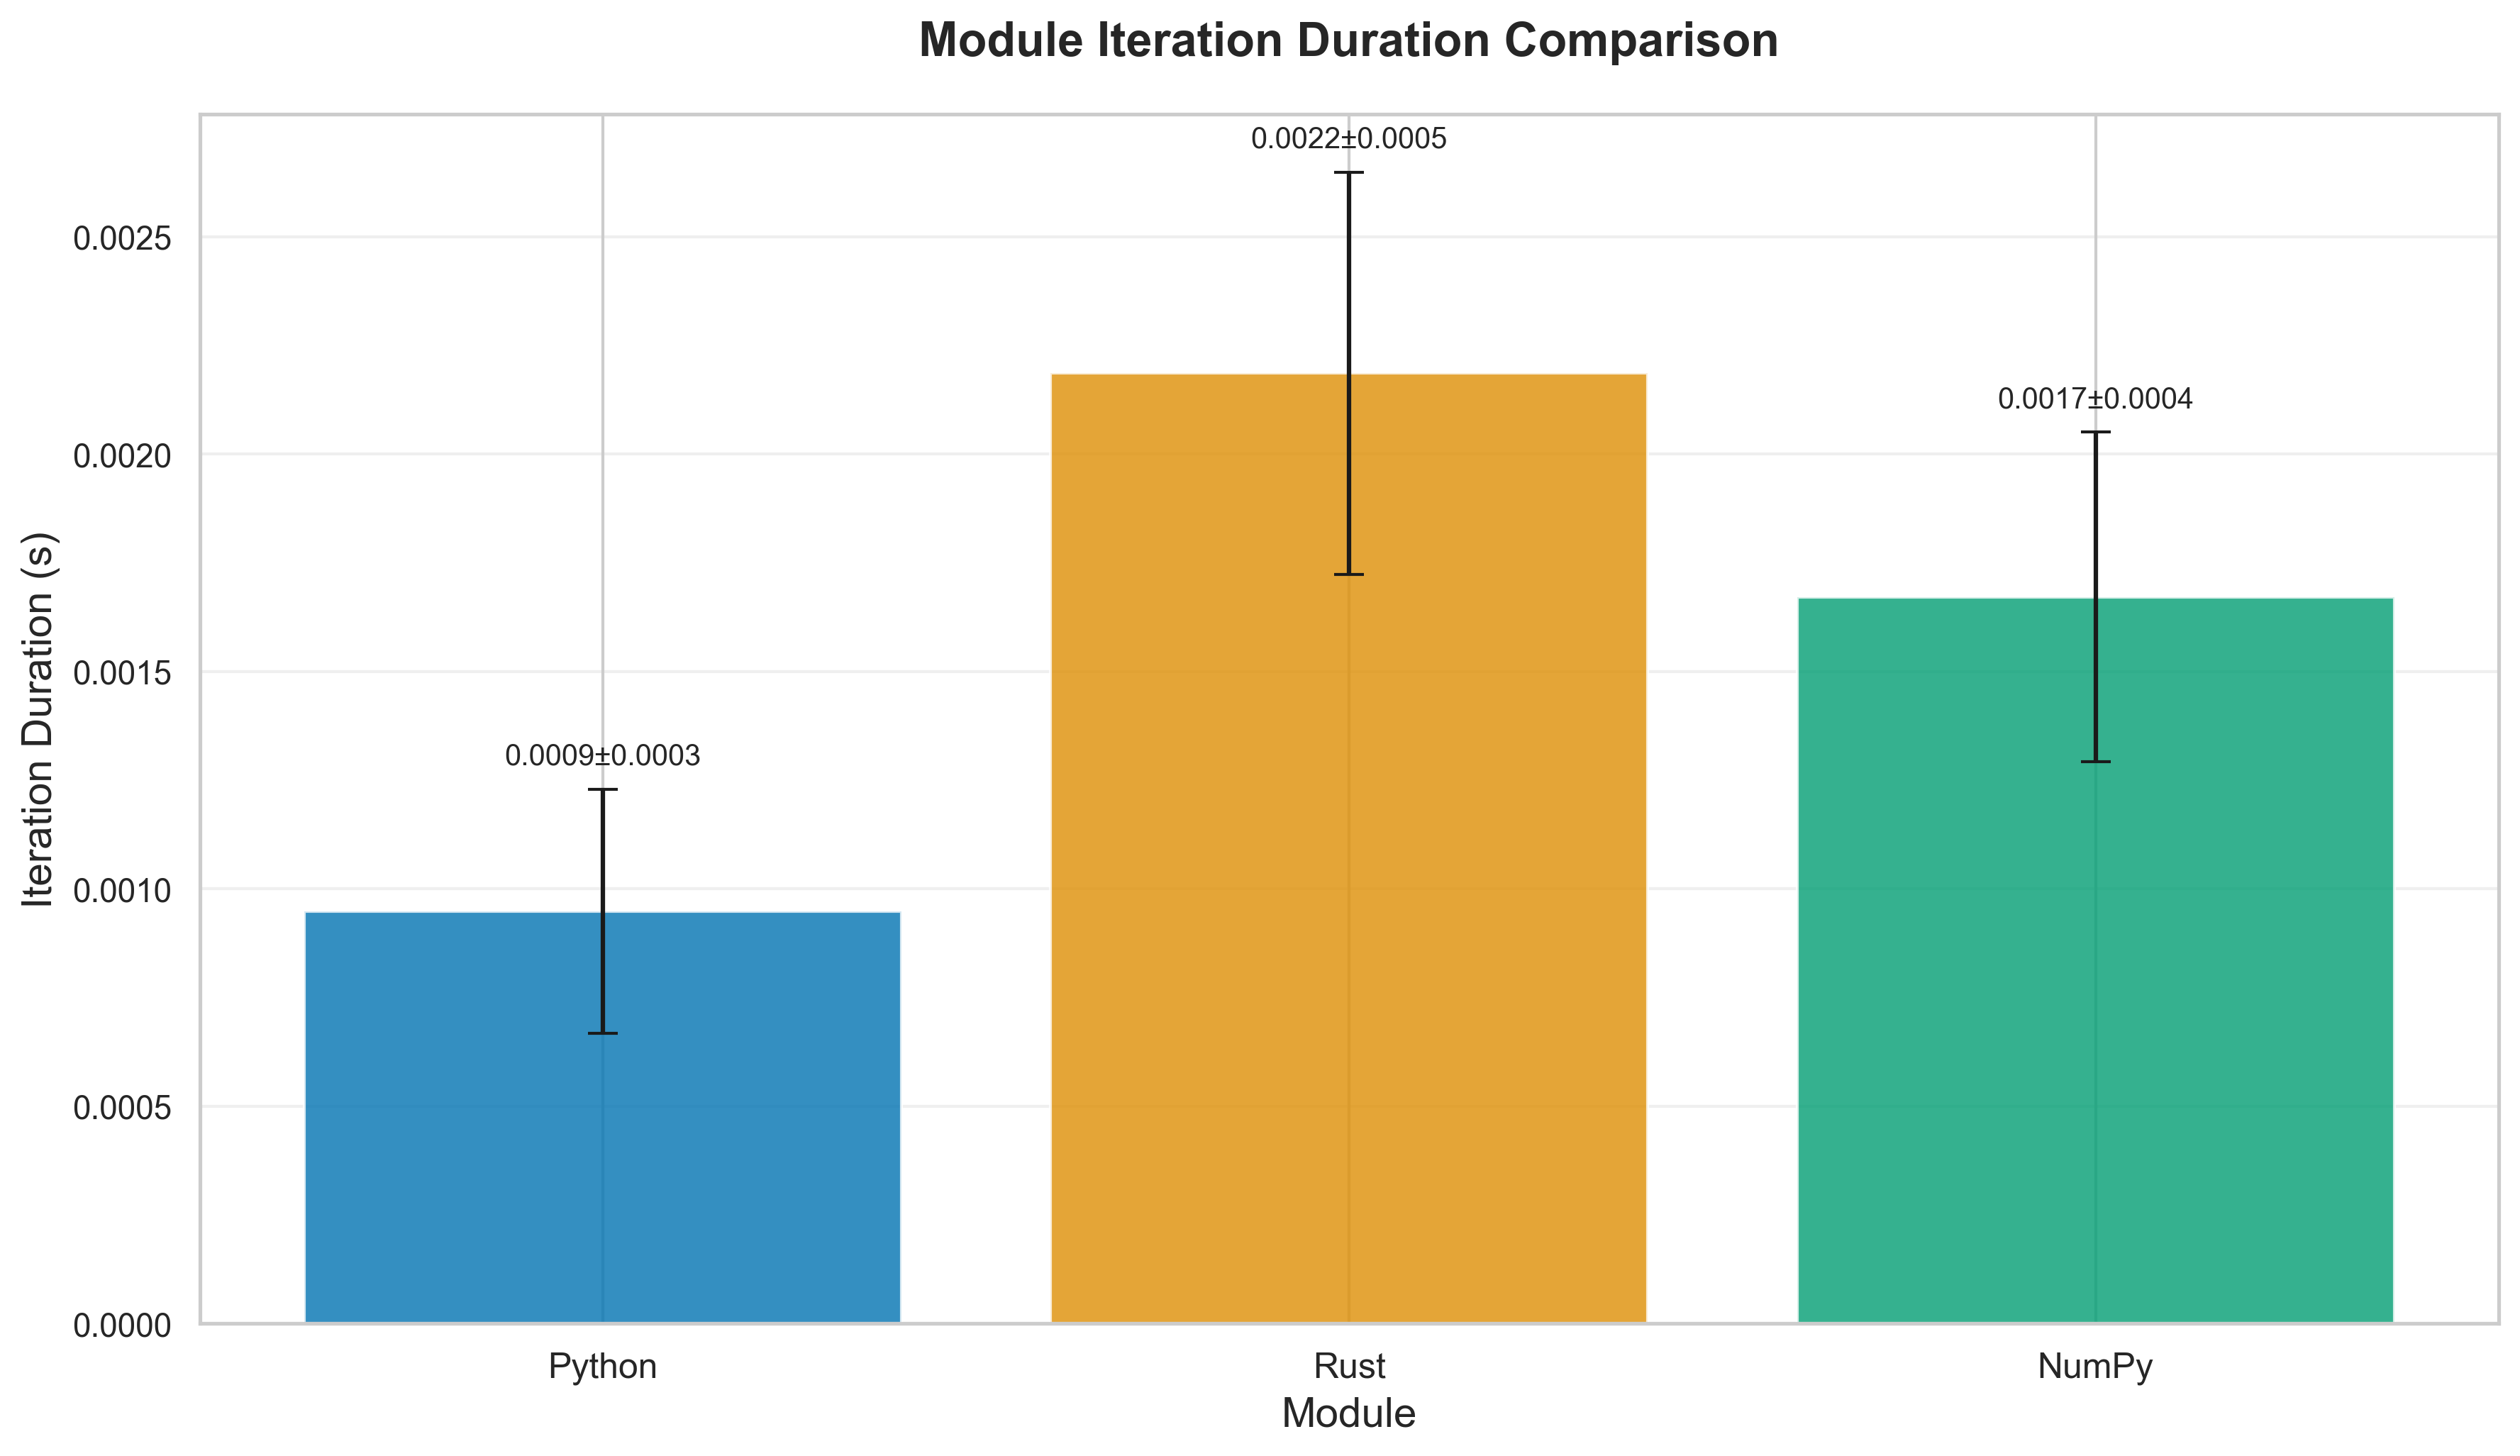 Module Iteration Duration Comparison
0.0022±0.0005
0.0025
0.0017±0.0004
0.0020
0.0015
0.0009±0.0003
0.0010
0.0005
0.0000
Iteration Duration (s)
Python
Rust
NumPy
Module